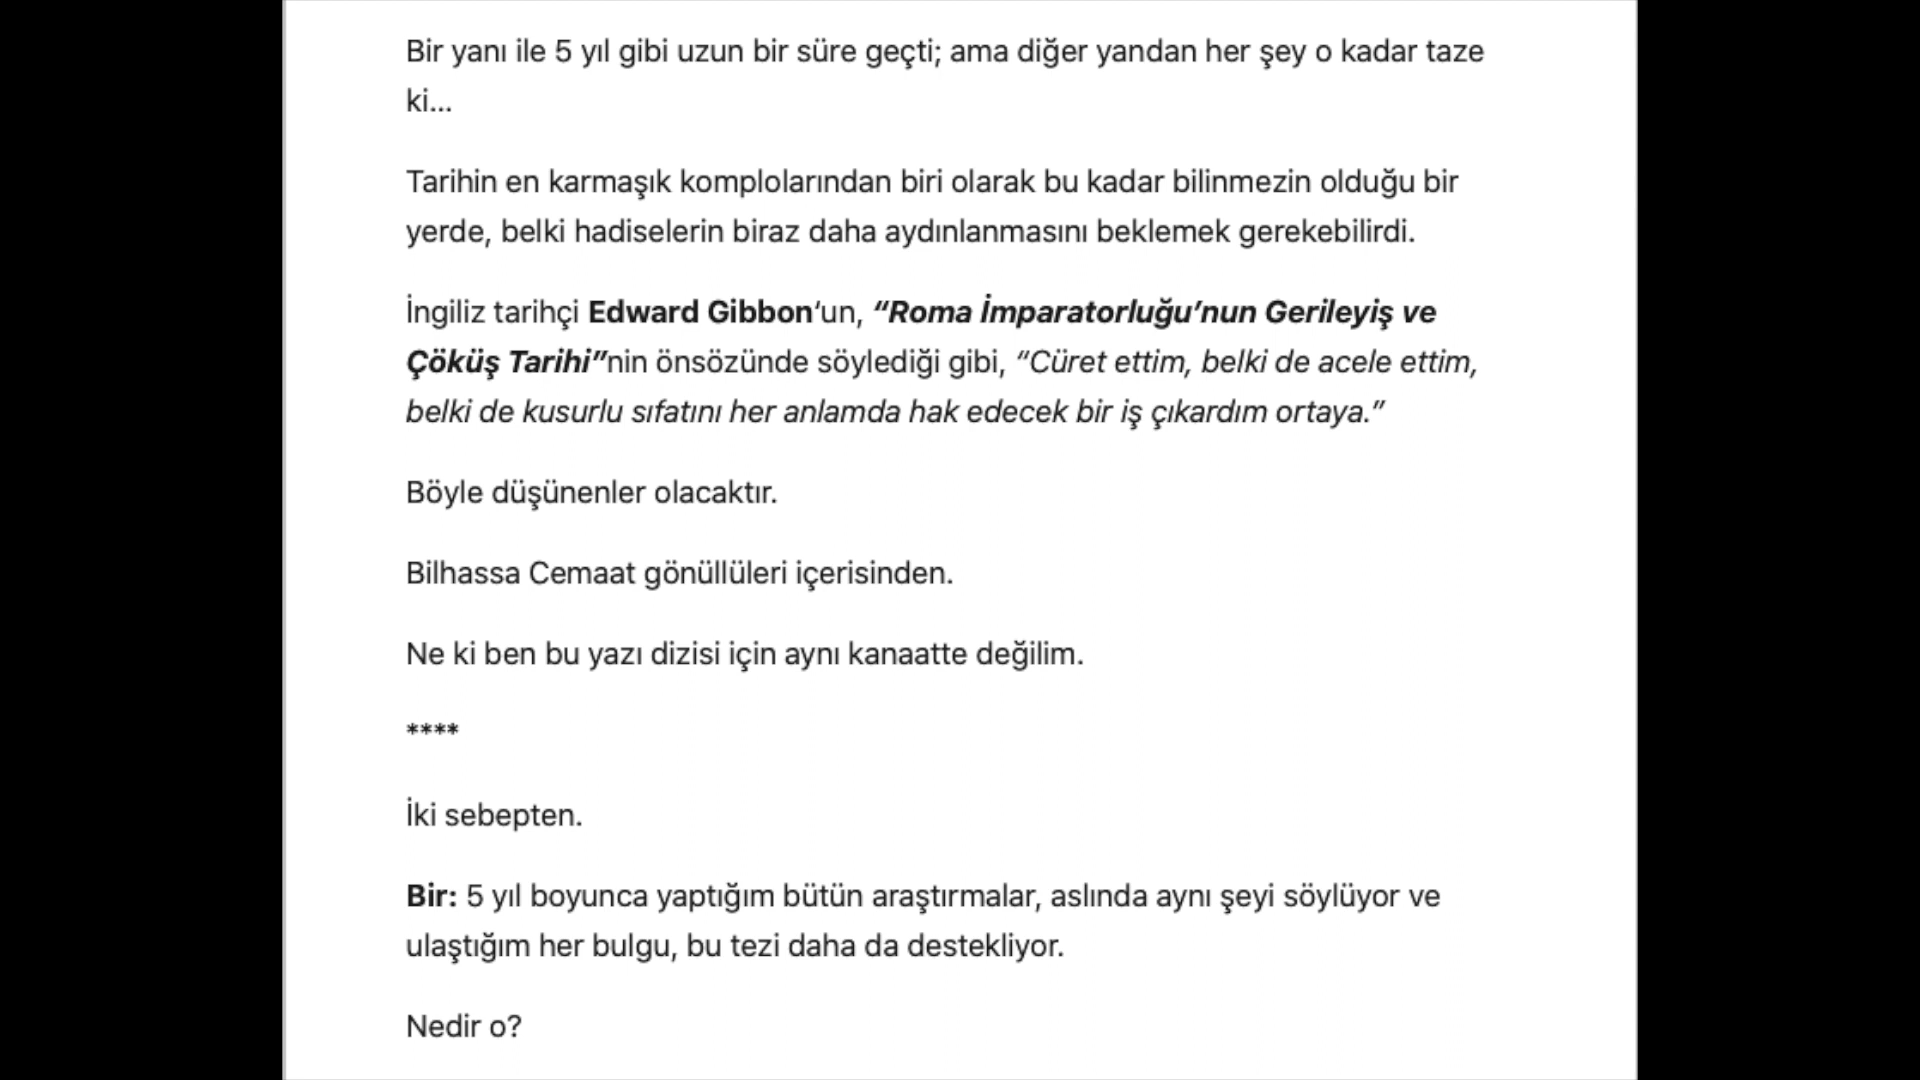 Bir yanı ile 5 yıl gibi uzun bir süre geçti; ama diğer yandan her şey o kadar taze
ki...
Tarihin en karmaşık komplolarından biri olarak bu kadar bilinmezin olduğu bir
yerde, belki hadiselerin biraz daha aydınlanmasını beklemek gerekebilirdi.
İngiliz tarihçi Edward Gibbon‘un, “Roma İmparatorluğu’nun Gerileyiş ve
Çöküş Tarihi”nin önsözünde söylediği gibi, “Cüret ettim, belki de acele ettim,
belki de kusurlu sıfatını her anlamda hak edecek bir iş çıkardım ortaya.”
Böyle düşünenler olacaktır.
Bilhassa Cemaat gönüllüleri içerisinden.
Ne ki ben bu yazı dizisi için aynı kanaatte değilim.
****
İki sebepten.
Bir: 5 yıl boyunca yaptığım bütün araştırmalar, aslında aynı şeyi söylüyor ve
ulaştığım her bulgu, bu tezi daha da destekliyor.
Nedir o?